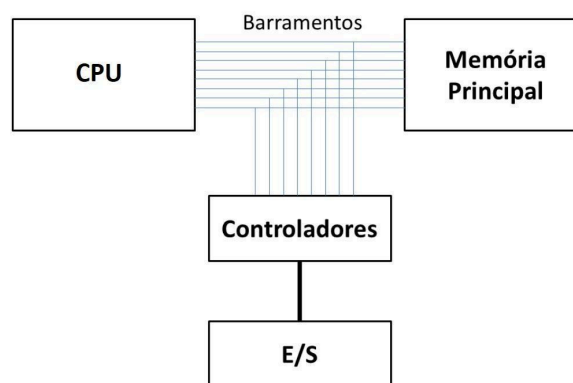 Barramentos
CPU
Memória
Principal
Controladores
E/S